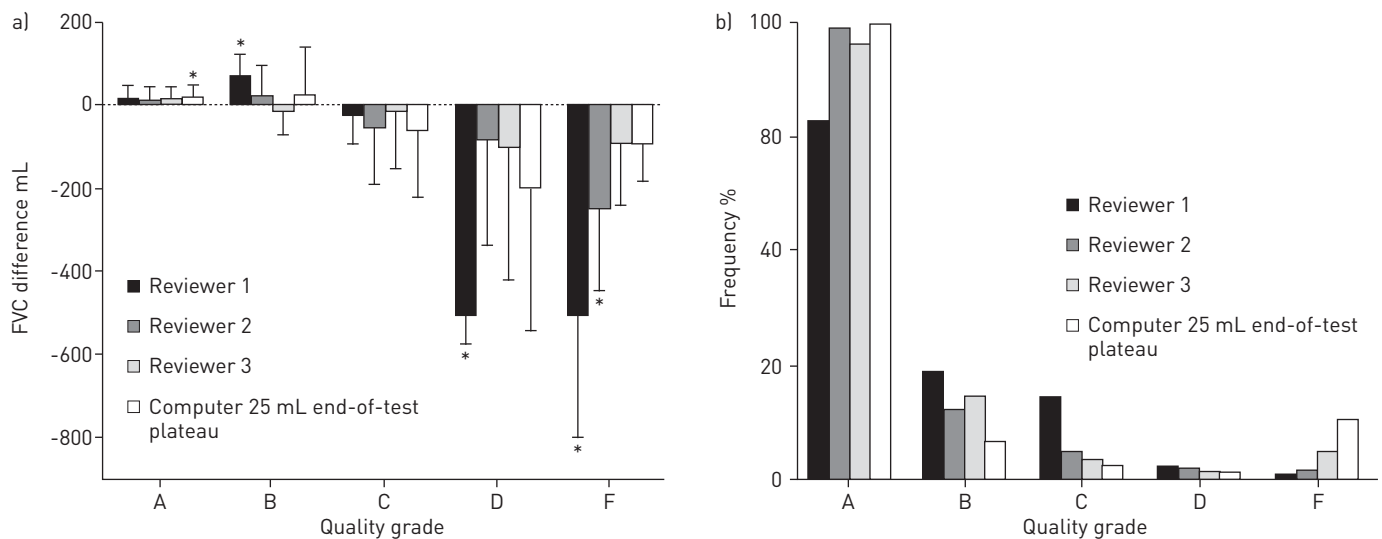 a)
200
0
-200
-400
-600
-800
FVC difference mL
*
*
*
*
*
Reviewer 1
Reviewer 2
Reviewer 3
Computer 25 mL end-of-test
plateau
A B C D F
Quality grade
b)
100
80
40
20
0
Frequency %
Reviewer 1
Reviewer 2
Reviewer 3
Computer 25 mL end-of-test
plateau
A B C D F
Quality grade